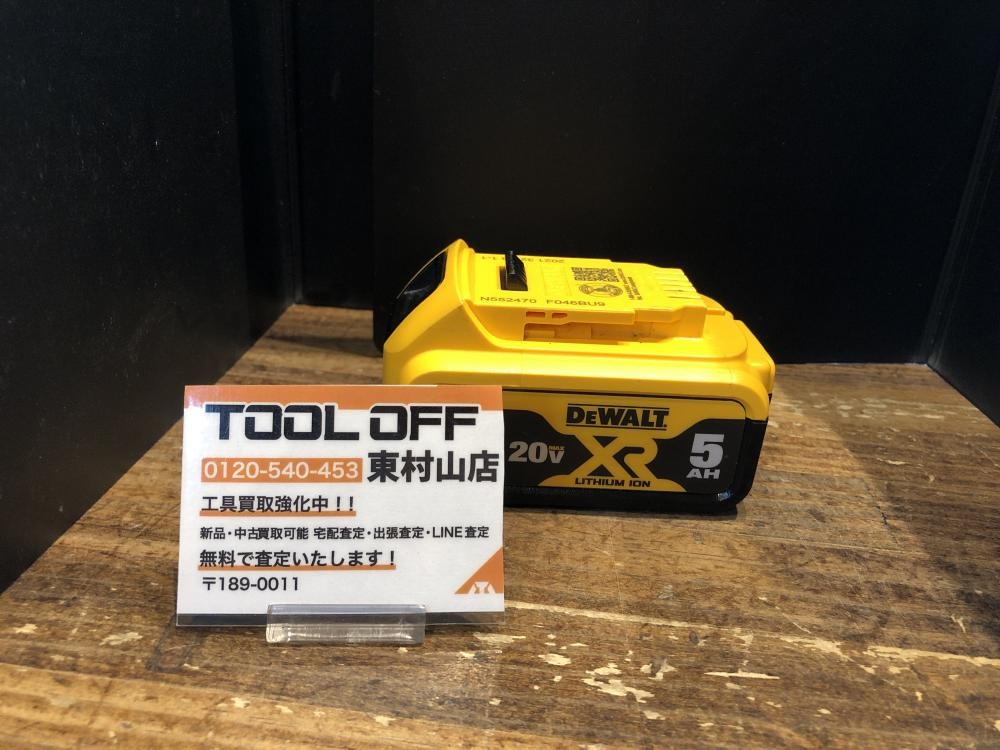 TOOL OFF
0120-540-453 東村山店
工具買取強化中！！
新品・中古買取可能 宅配査定・出張査定・LINE査定
無料で査定いたします！
〒189-0011
N552470 F046BU9
DEWALT
20V MAX
XR
LITHIUM ION
5
AH